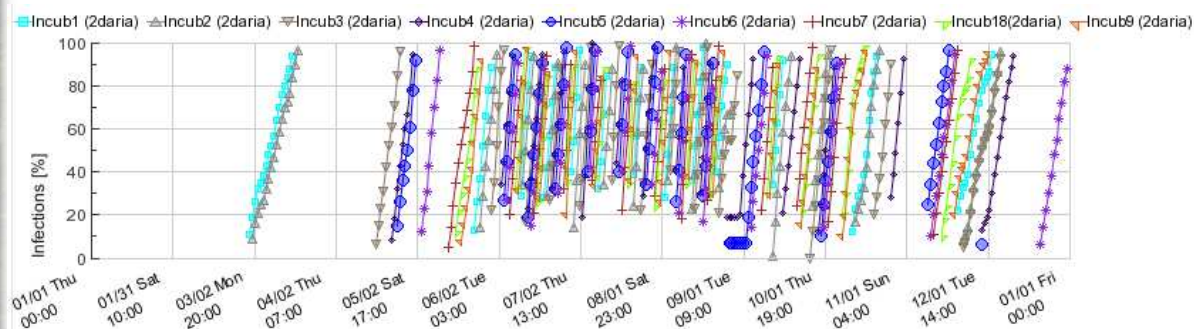 Incub1 (2daria) Incub2 (2daria) Incub3 (2daria) Incub4 (2daria) Incub5 (2daria) Incub6 (2daria) Incub7 (2daria) Incub18(2daria) Incub9 (2daria)
100
80
60
40
20
0
Infections [%]
01/01 Thu 00:00
01/31 Sat 10:00
03/02 Mon 20:00
04/02 Thu 07:00
05/02 Sat 17:00
06/02 Tue 03:00
07/02 Thu 13:00
08/01 Sat 23:00
09/01 Tue 09:00
10/01 Thu 19:00
11/01 Sun 04:00
12/01 Tue 14:00
01/01 Fri 00:00